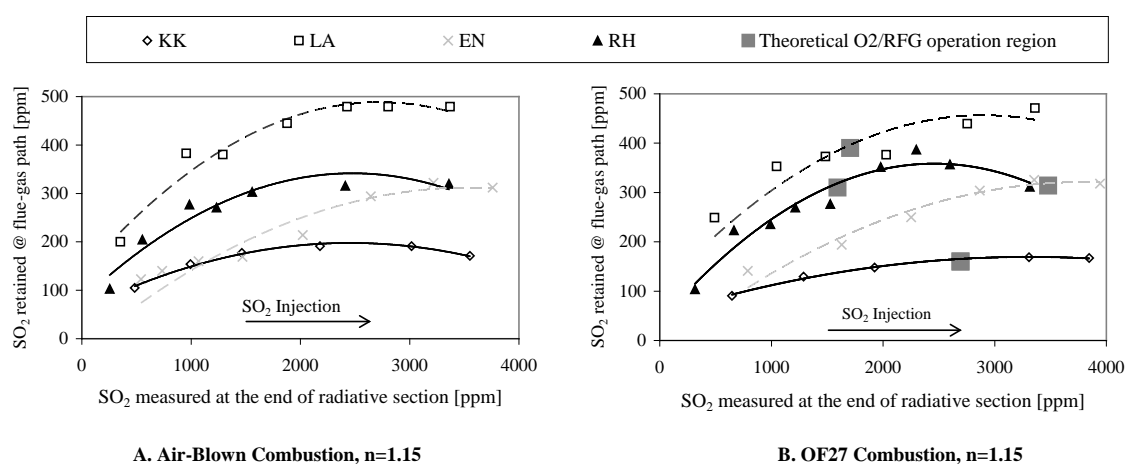 KK LA EN RH Theoretical O2/RFG operation region
SO2 retained @ flue-gas path [ppm]
500
400
300
200
100
0
SO2 Injection
0 1000 2000 3000 4000
SO2 measured at the end of radiative section [ppm]
A. Air-Blown Combustion, n=1.15
SO2 retained @ flue-gas path [ppm]
500
400
300
200
100
0
SO2 Injection
0 1000 2000 3000 4000
SO2 measured at the end of radiative section [ppm]
B. OF27 Combustion, n=1.15